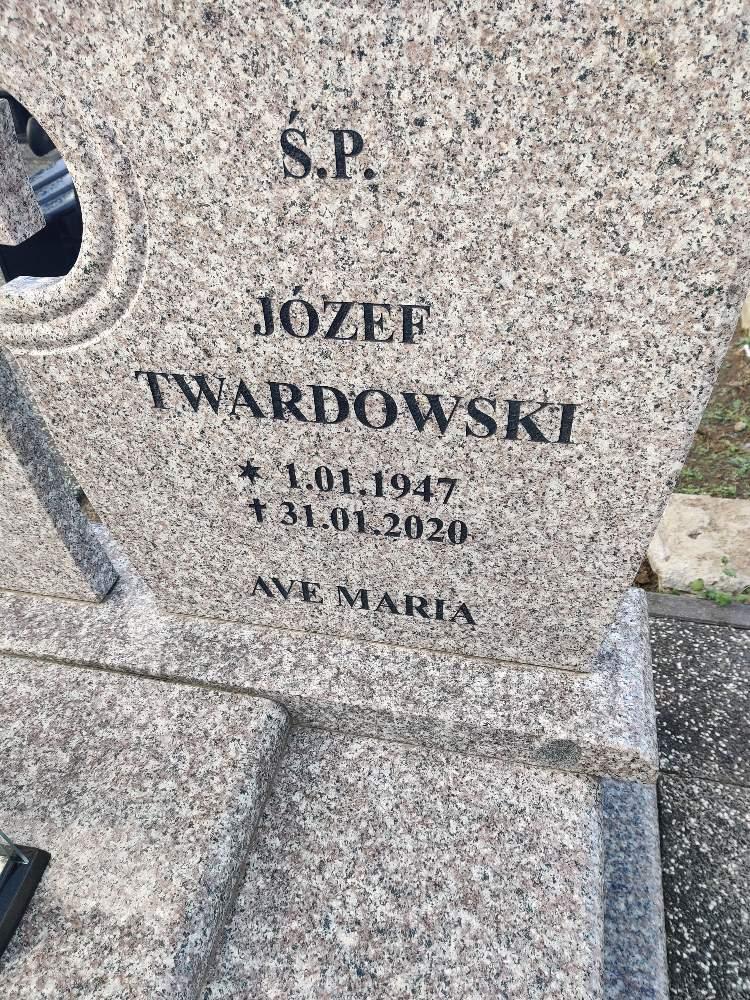 Ś.P.
JÓZEF
TWARDOWSKI
✶ 1.01.1947
✝ 31.01.2020
AVE MARIA